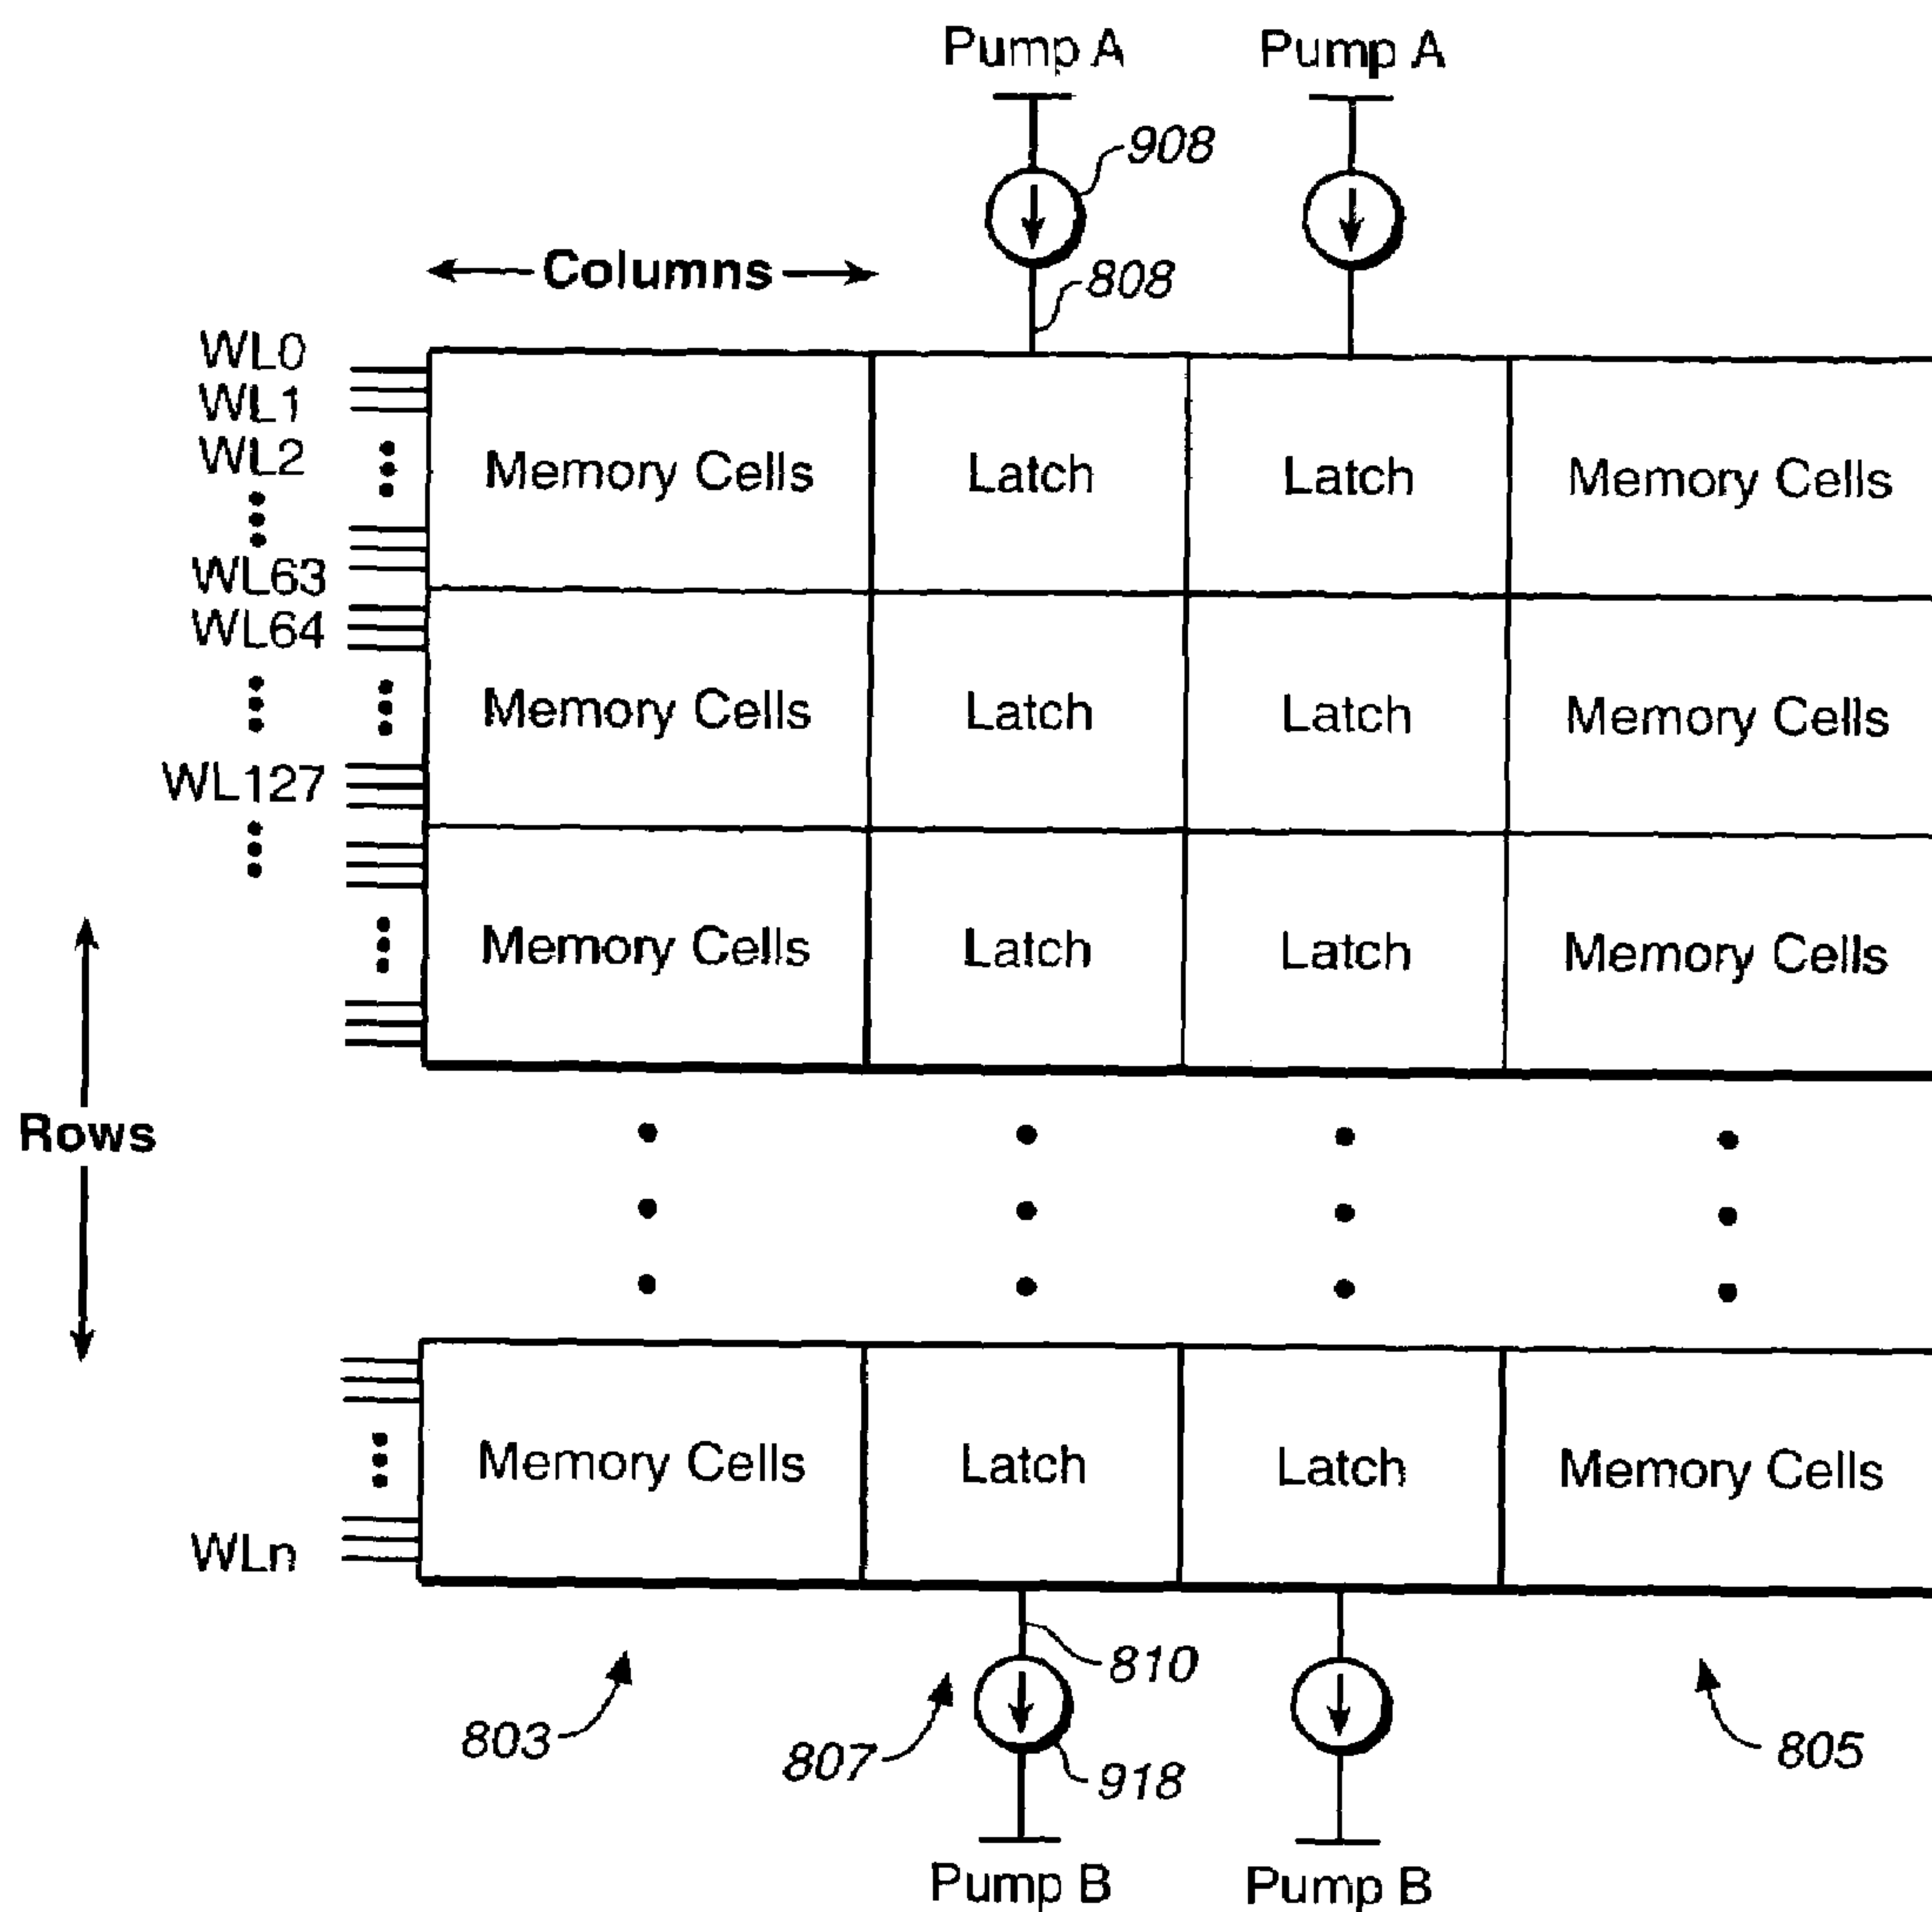 Pump A Pump A
908
Columns
808
WL0
WL1
WL2
WL63
WL64
WL127
Memory Cells Latch Latch Memory Cells
Memory Cells Latch Latch Memory Cells
Memory Cells Latch Latch Memory Cells
Rows
Memory Cells Latch Latch Memory Cells
WLn
810
803 807 918 805
Pump B Pump B